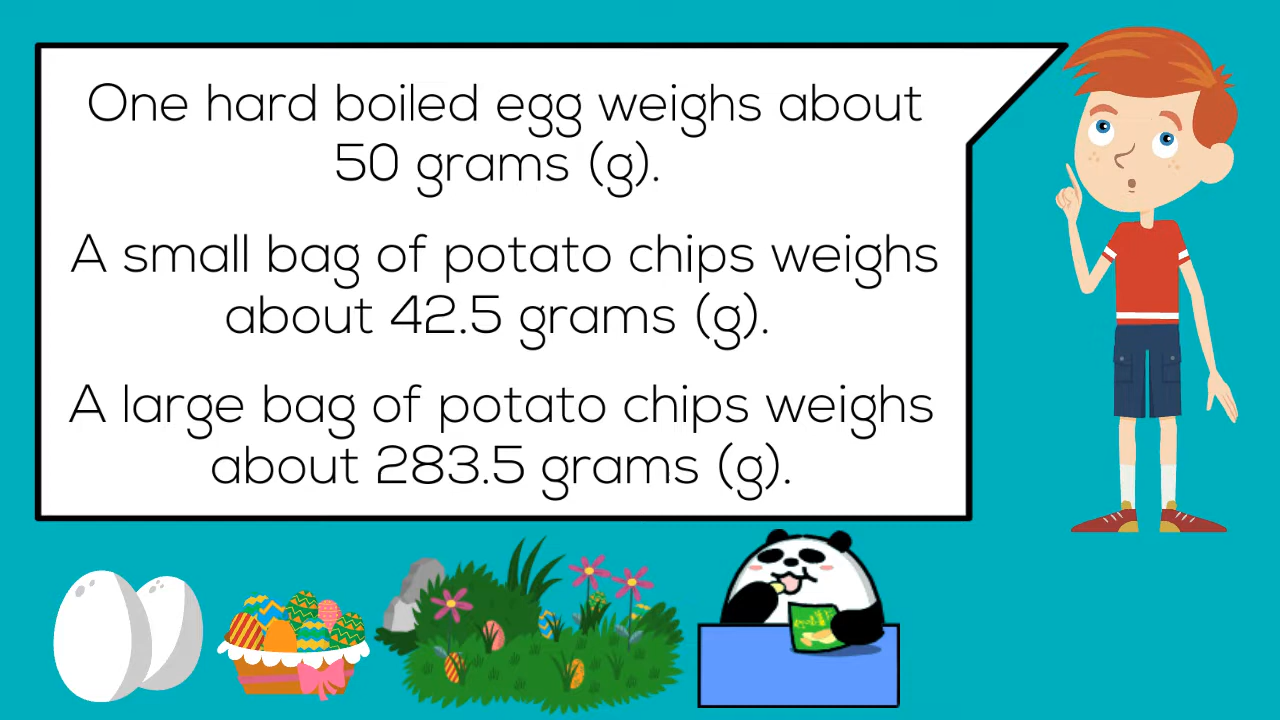 One hard boiled egg weighs about
50 grams (g).
A small bag of potato chips weighs
about 42.5 grams (g).
A large bag of potato chips weighs
about 283.5 grams (g).